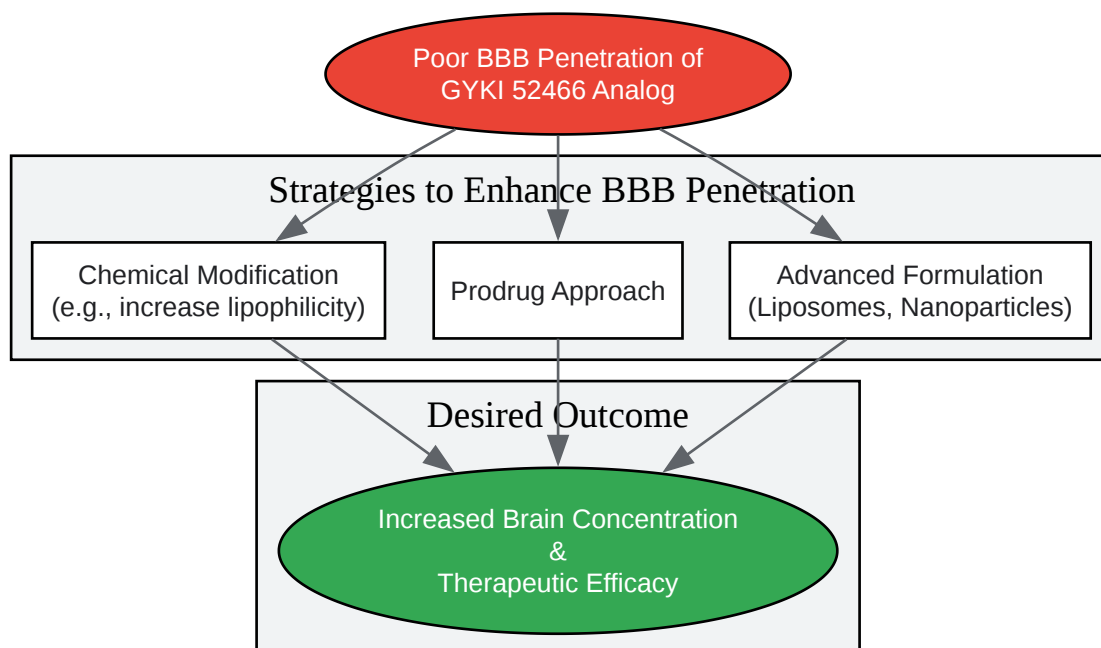 Poor BBB Penetration of
GYKI 52466 Analog
Strategies to Enhance BBB Penetration
Chemical Modification
(e.g., increase lipophilicity)
Prodrug Approach
Advanced Formulation
(Liposomes, Nanoparticles)
Desired Outcome
Increased Brain Concentration
&
Therapeutic Efficacy